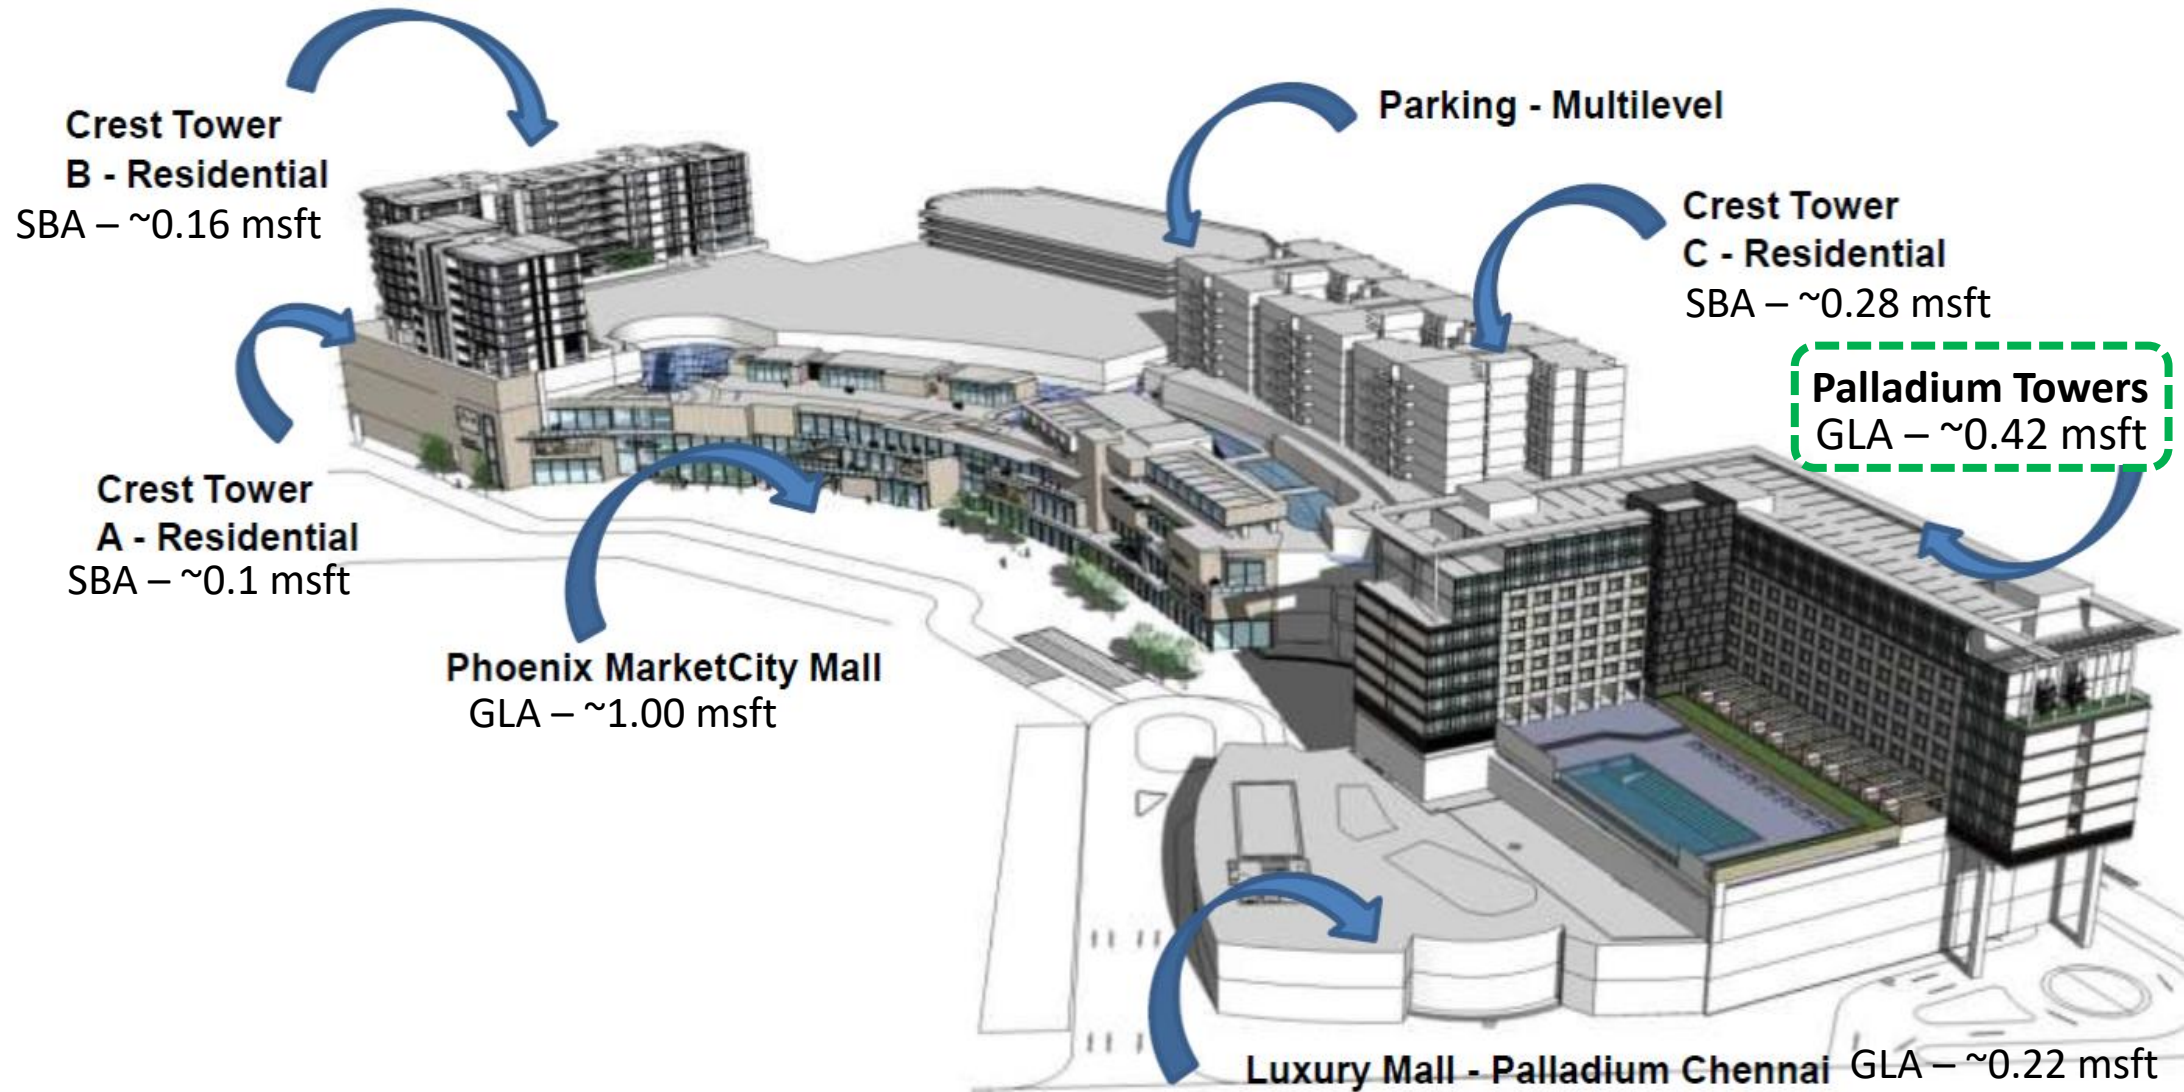 Crest Tower
B - Residential
SBA – ~0.16 msft
Parking - Multilevel
Crest Tower
C - Residential
SBA – ~0.28 msft
Palladium Towers
GLA – ~0.42 msft
Crest Tower
A - Residential
SBA – ~0.1 msft
Phoenix MarketCity Mall
GLA – ~1.00 msft
Luxury Mall - Palladium Chennai GLA – ~0.22 msft